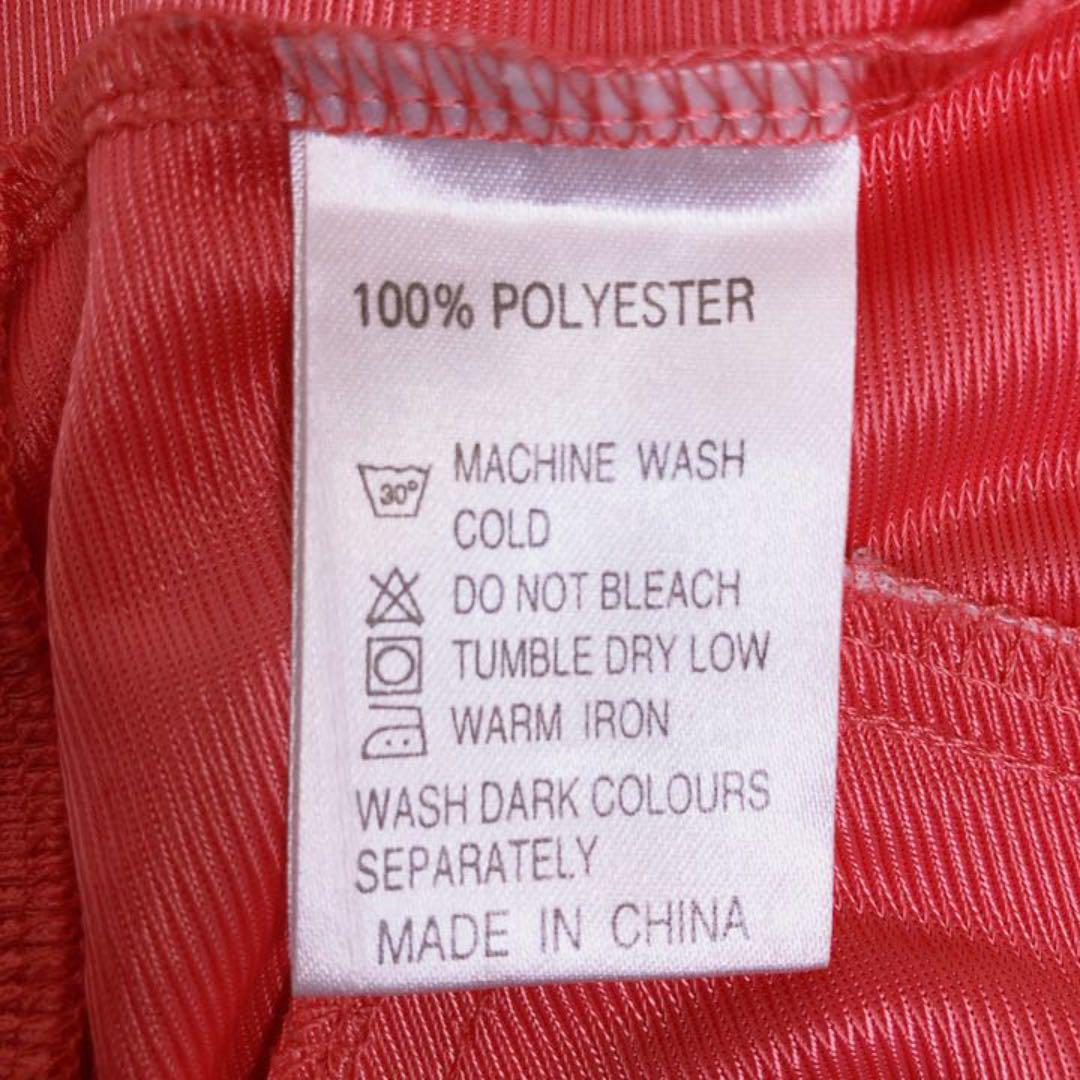 100% POLYESTER
30° MACHINE WASH
COLD
DO NOT BLEACH
TUMBLE DRY LOW
WARM IRON
WASH DARK COLOURS
SEPARATELY
MADE IN CHINA